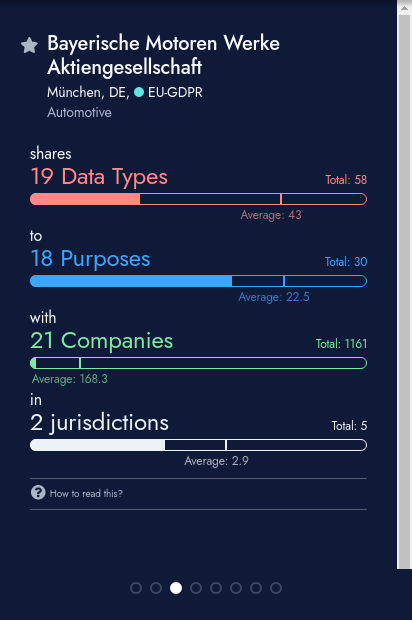 Bayerische Motoren Werke
Aktiengesellschaft
München, DE, EU-GDPR
Automotive
shares
19 Data Types
Total: 58
Average: 43
to
18 Purposes
Total: 30
Average: 22.5
with
21 Companies
Total: 1161
Average: 168.3
in
2 jurisdictions
Total: 5
Average: 2.9
? How to read this?